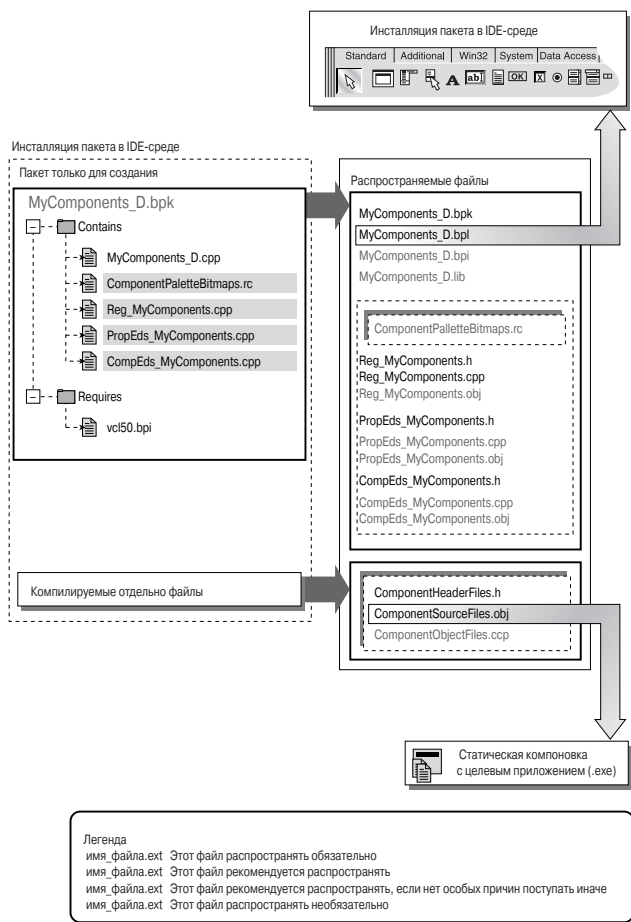 Инсталляция пакета в IDE-среде
Standard Additional Win32 System Data Access
A ab OK X
Инсталляция пакета в IDE-среде
Пакет только для создания
MyComponents_D.bpk
Contains
MyComponents_D.cpp
ComponentPaletteBitmaps.rc
Reg_MyComponents.cpp
PropEds_MyComponents.cpp
CompEds_MyComponents.cpp
Requires
vcl50.bpi
Компилируемые отдельно файлы
Распространяемые файлы
MyComponents_D.bpk
MyComponents_D.bpl
MyComponents_D.bpi
MyComponents_D.lib
ComponentPalletteBitmaps.rc
Reg_MyComponents.h
Reg_MyComponents.cpp
Reg_MyComponents.obj
PropEds_MyComponents.h
PropEds_MyComponents.cpp
PropEds_MyComponents.obj
CompEds_MyComponents.h
CompEds_MyComponents.cpp
CompEds_MyComponents.obj
ComponentHeaderFiles.h
ComponentSourceFiles.obj
ComponentObjectFiles.ccp
Статическая компоновка
с целевым приложением (.exe)
Легенда
имя_файла.ext Этот файл распространять обязательно
имя_файла.ext Этот файл рекомендуется распространять
имя_файла.ext Этот файл рекомендуется распространять, если нет особых причин поступать иначе
имя_файла.ext Этот файл распространять необязательно